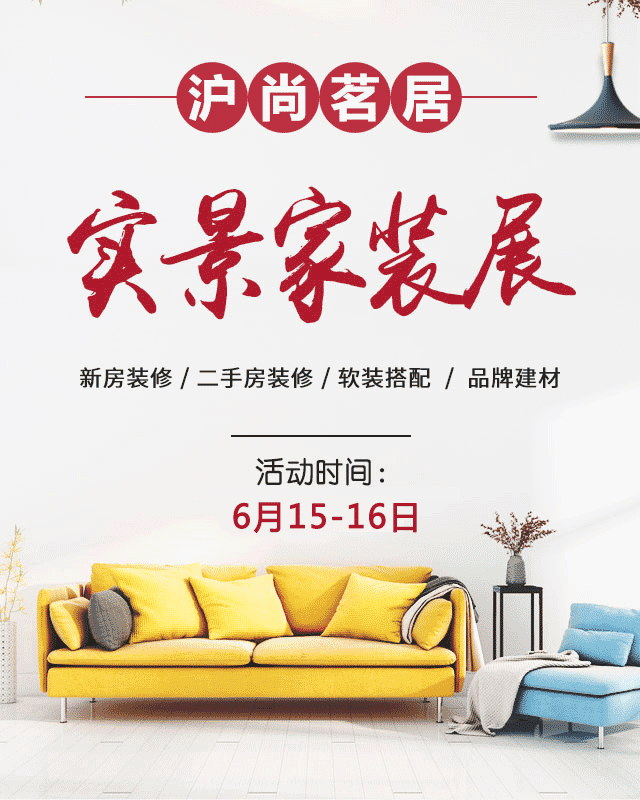 沪尚茗居
实景家装展
新房装修 / 二手房装修 / 软装搭配 / 品牌建材
活动时间：
6月15-16日